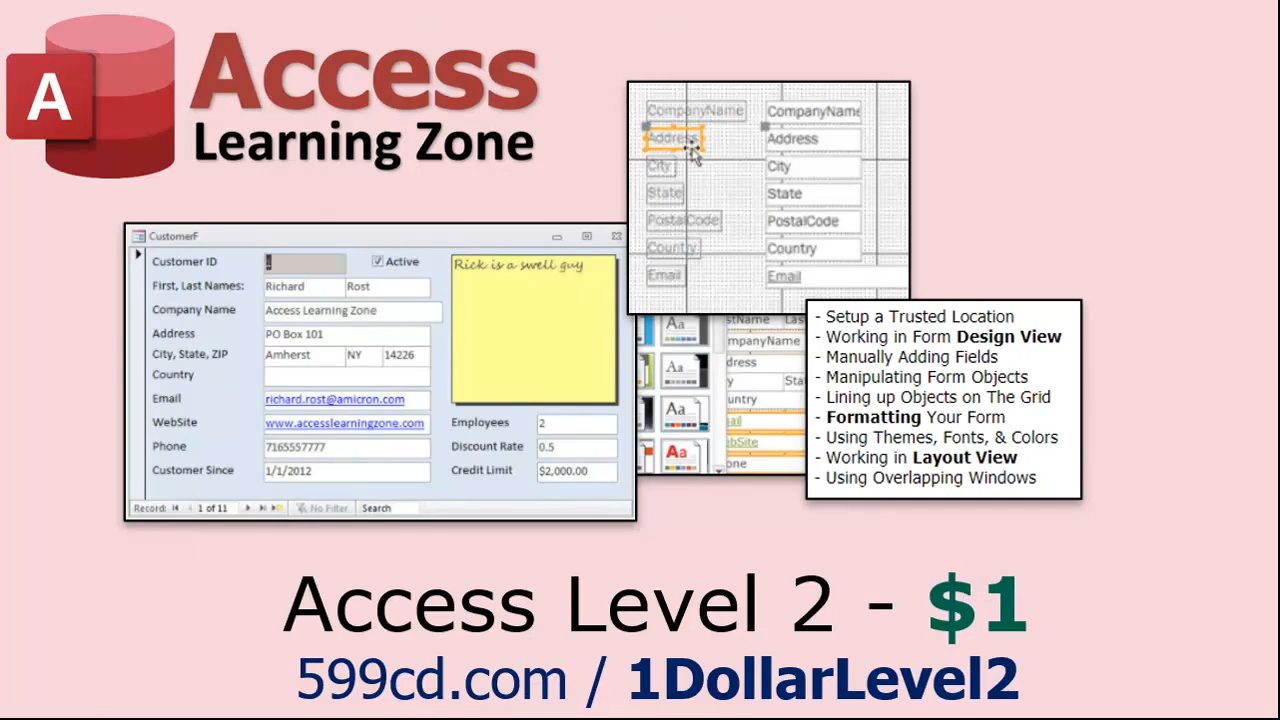 A
Access
Learning Zone
CustomerF
Customer ID
Active
First, Last Names: Richard Rost
Company Name Access Learning Zone
Address PO Box 101
City, State, ZIP Amherst NY 14226
Country
Email richard.rost@amicron.com
WebSite www.accesslearningzone.com
Phone 7165557777
Customer Since 1/1/2012
Rick is a swell guy
Employees 2
Discount Rate 0.5
Credit Limit $2,000.00
Record: 1 of 11 No Filter Search
CompanyName CompanyName
Address Address
City City
State State
PostalCode PostalCode
Country Country
Email Email
Aa
Aa
Aa
Aa
- Setup a Trusted Location
- Working in Form Design View
- Manually Adding Fields
- Manipulating Form Objects
- Lining up Objects on The Grid
- Formatting Your Form
- Using Themes, Fonts, & Colors
- Working in Layout View
- Using Overlapping Windows
Access Level 2 - $1
599cd.com / 1DollarLevel2